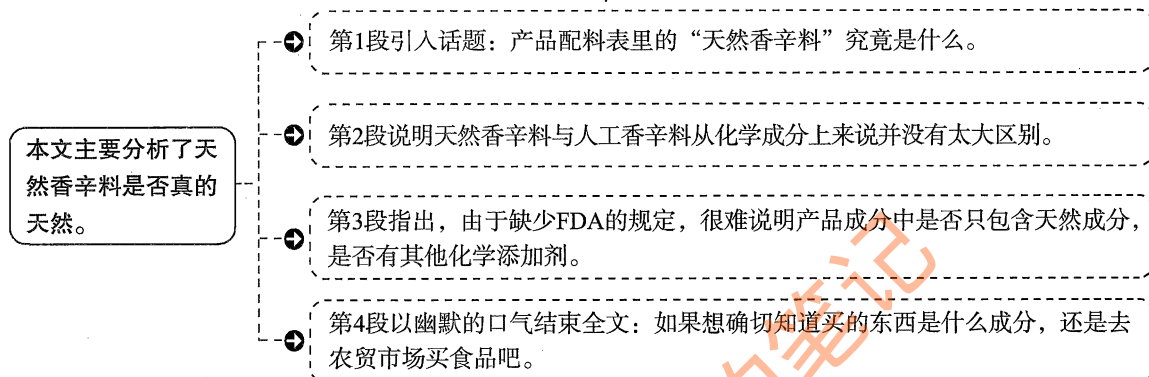 第1段引入话题：产品配料表里的“天然香辛料”究竟是什么。
第2段说明天然香辛料与人工香辛料从化学成分上来说并没有太大区别。
本文主要分析了天
然香辛料是否真的
天然。
第3段指出，由于缺少FDA的规定，很难说明产品成分中是否只包含天然成分，
是否有其他化学添加剂。
第4段以幽默的口气结束全文：如果想确切知道买的东西是什么成分，还是去
农贸市场买食品吧。
的笔记